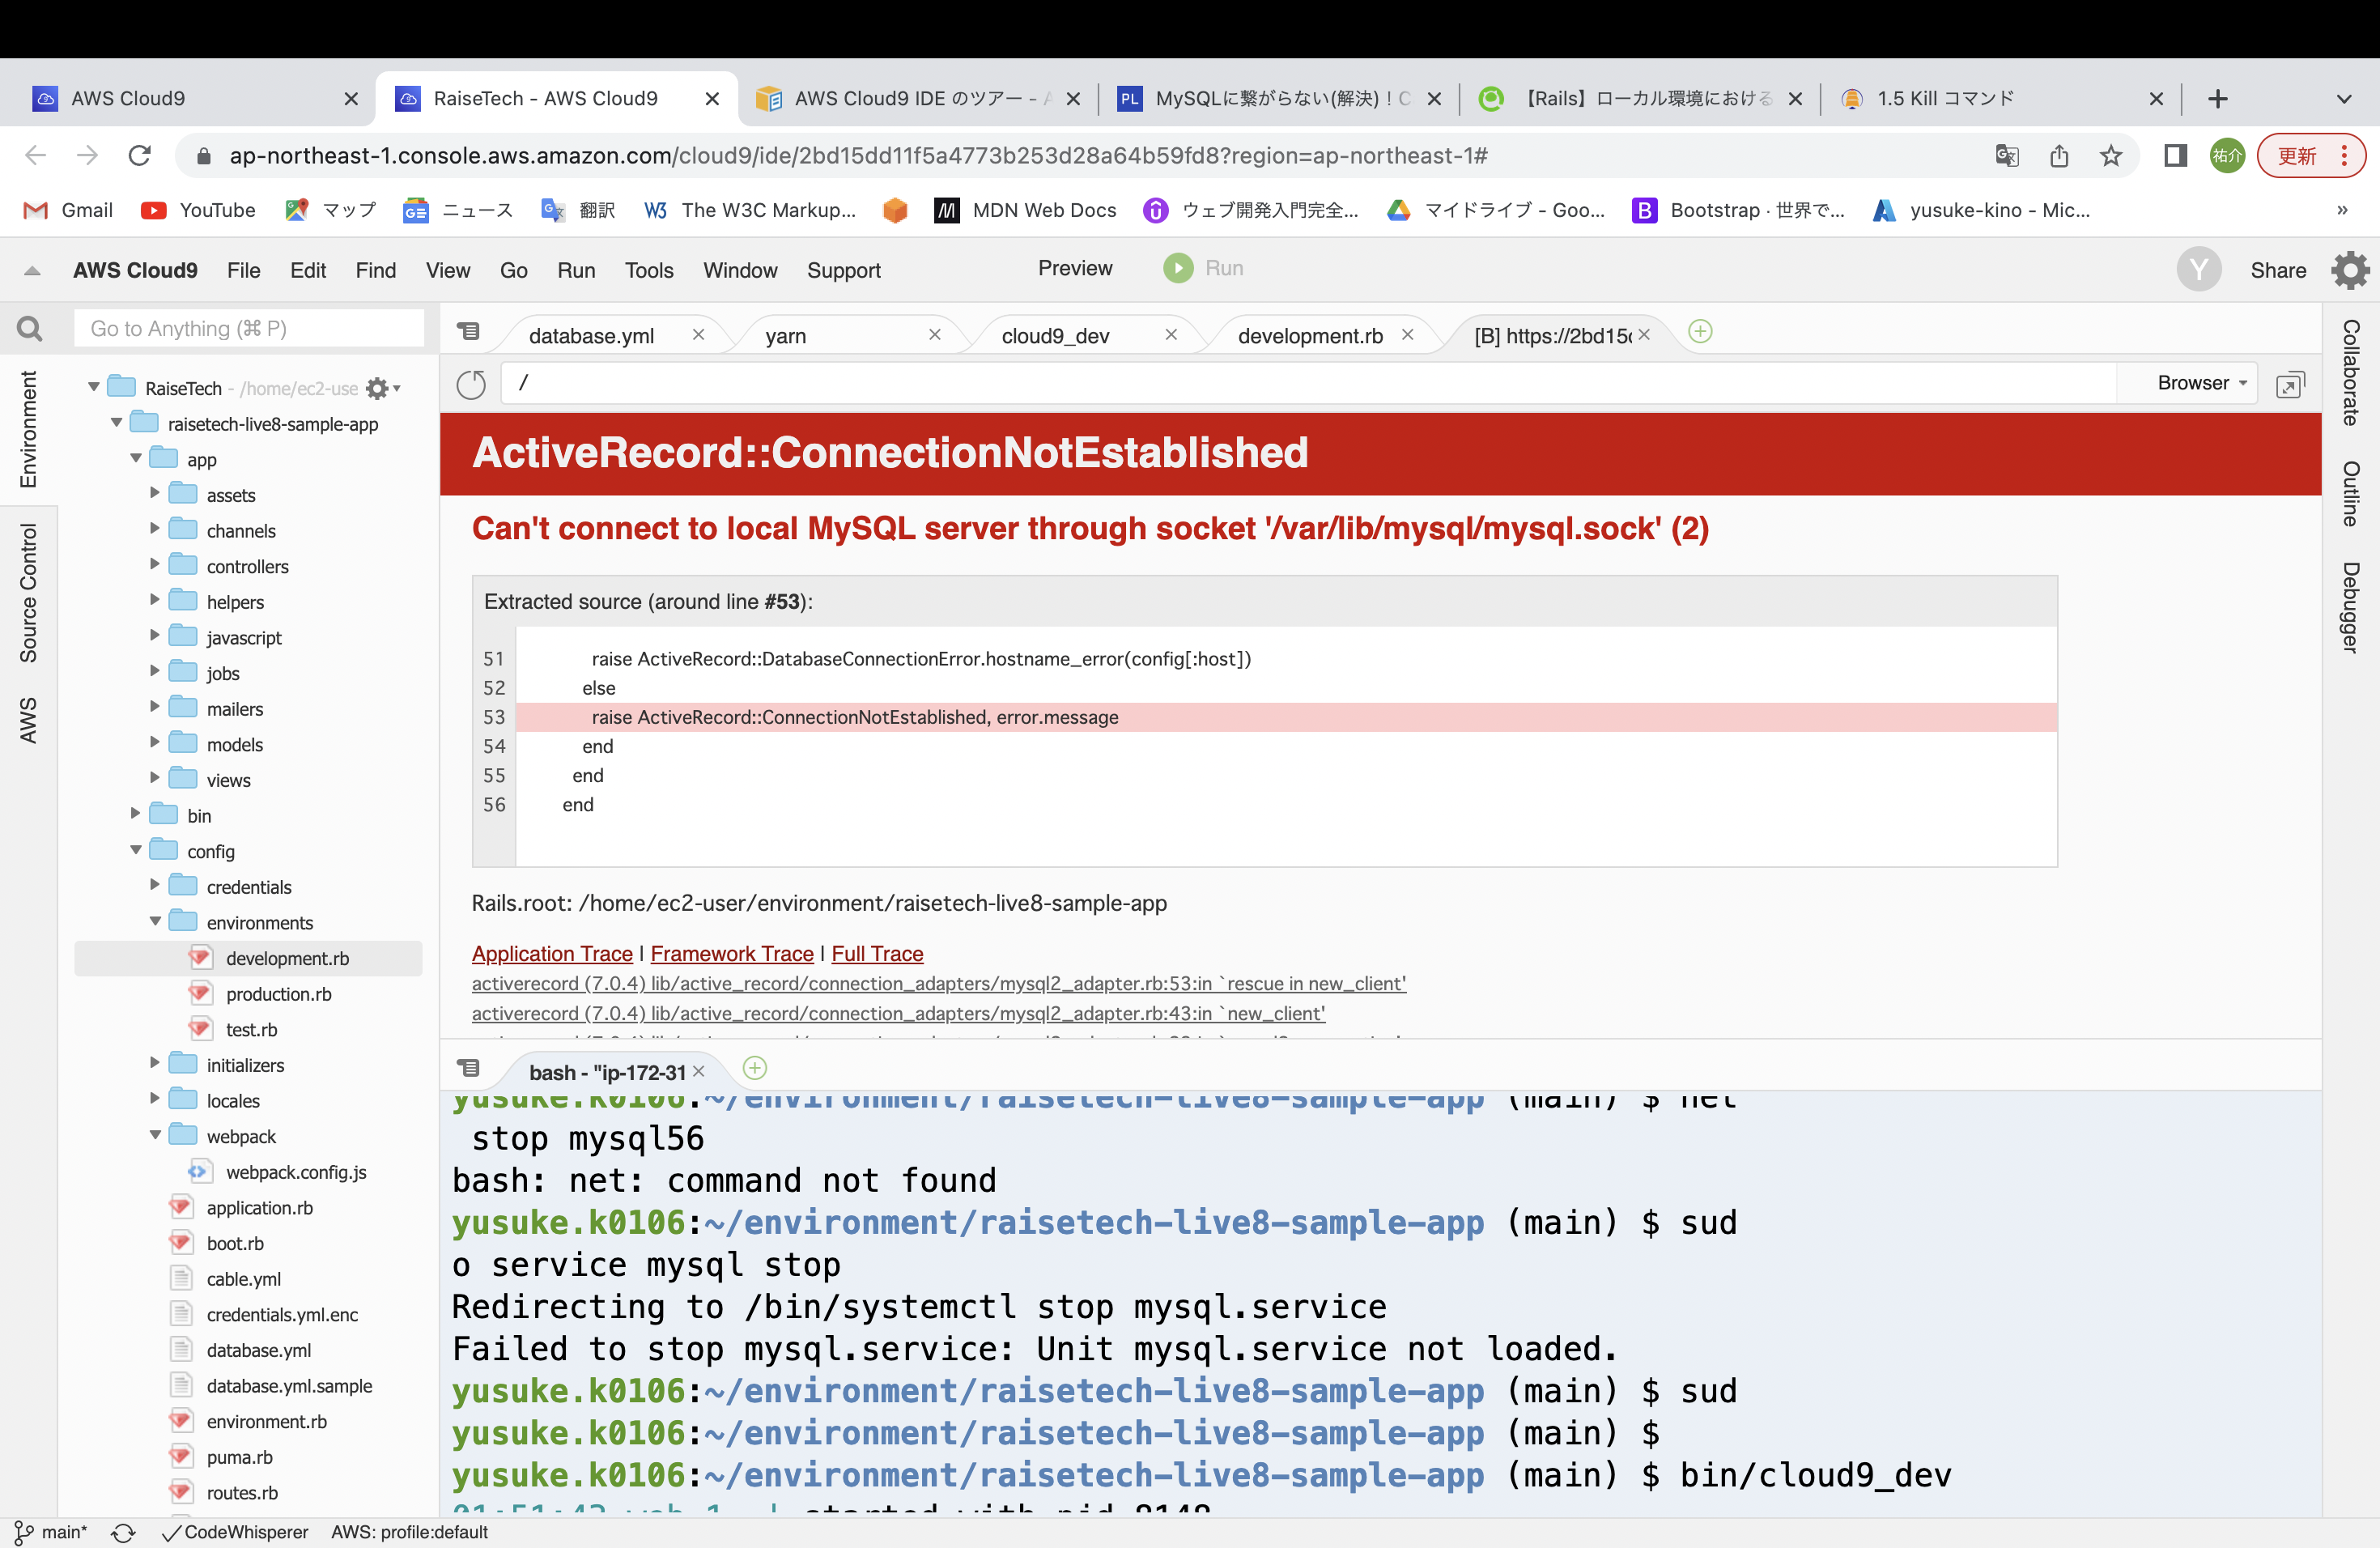 AWS Cloud9
RaiseTech - AWS Cloud9
AWS Cloud9 IDE のツアー - A
PL MySQLに繋がらない(解決)！C
【Rails】ローカル環境における
1.5 Kill コマンド
ap-northeast-1.console.aws.amazon.com/cloud9/ide/2bd15dd11f5a4773b253d28a64b59fd8?region=ap-northeast-1#
祐介
更新
Gmail
YouTube
マップ
ニュース
翻訳
The W3C Markup...
MDN Web Docs
ウェブ開発入門完全...
マイドライブ - Goo...
Bootstrap · 世界で...
yusuke-kino - Mic...
»
AWS Cloud9 File Edit Find View Go Run Tools Window Support Preview Run
Y Share
Go to Anything (⌘ P)
database.yml
yarn
cloud9_dev
development.rb
[B] https://2bd15c
/
Browser
Environment
Source Control
AWS
Collaborate
Outline
Debugger
RaiseTech - /home/ec2-use
raisetech-live8-sample-app
app
assets
channels
controllers
helpers
javascript
jobs
mailers
models
views
bin
config
credentials
environments
development.rb
production.rb
test.rb
initializers
locales
webpack
webpack.config.js
application.rb
boot.rb
cable.yml
credentials.yml.enc
database.yml
database.yml.sample
environment.rb
puma.rb
routes.rb
ActiveRecord::ConnectionNotEstablished
Can't connect to local MySQL server through socket '/var/lib/mysql/mysql.sock' (2)
Extracted source (around line #53):
51 raise ActiveRecord::DatabaseConnectionError.hostname_error(config[:host])
52 else
53 raise ActiveRecord::ConnectionNotEstablished, error.message
54 end
55 end
56 end
Rails.root: /home/ec2-user/environment/raisetech-live8-sample-app
Application Trace | Framework Trace | Full Trace
activerecord (7.0.4) lib/active_record/connection_adapters/mysql2_adapter.rb:53:in `rescue in new_client'
activerecord (7.0.4) lib/active_record/connection_adapters/mysql2_adapter.rb:43:in `new_client'
bash - "ip-172-31
yusuke.k0106:~/environment/raisetech-live8-sample-app (main) $ net
stop mysql56
bash: net: command not found
yusuke.k0106:~/environment/raisetech-live8-sample-app (main) $ sud
o service mysql stop
Redirecting to /bin/systemctl stop mysql.service
Failed to stop mysql.service: Unit mysql.service not loaded.
yusuke.k0106:~/environment/raisetech-live8-sample-app (main) $ sud
yusuke.k0106:~/environment/raisetech-live8-sample-app (main) $
yusuke.k0106:~/environment/raisetech-live8-sample-app (main) $ bin/cloud9_dev
started with pid 8148
main*
CodeWhisperer
AWS: profile:default